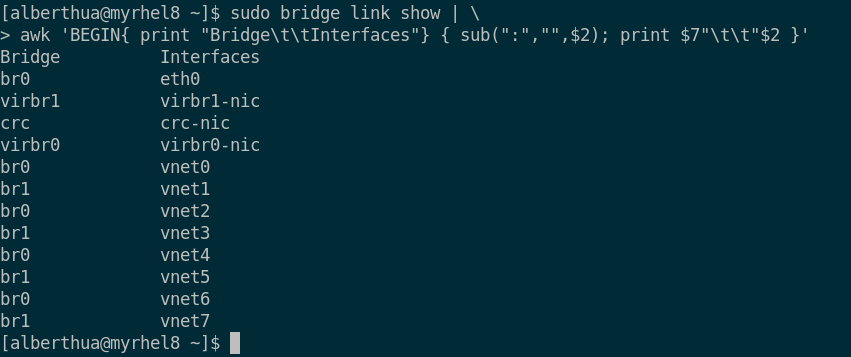 [alberthua@myrhel8 ~]$ sudo bridge link show | \
> awk 'BEGIN{ print "Bridge\t\tInterfaces"} { sub(":","",$2); print $7"\t\t"$2 }'
Bridge          Interfaces
br0             eth0
virbr1          virbr1-nic
crc             crc-nic
virbr0          virbr0-nic
br0             vnet0
br1             vnet1
br0             vnet2
br1             vnet3
br0             vnet4
br1             vnet5
br0             vnet6
br1             vnet7
[alberthua@myrhel8 ~]$